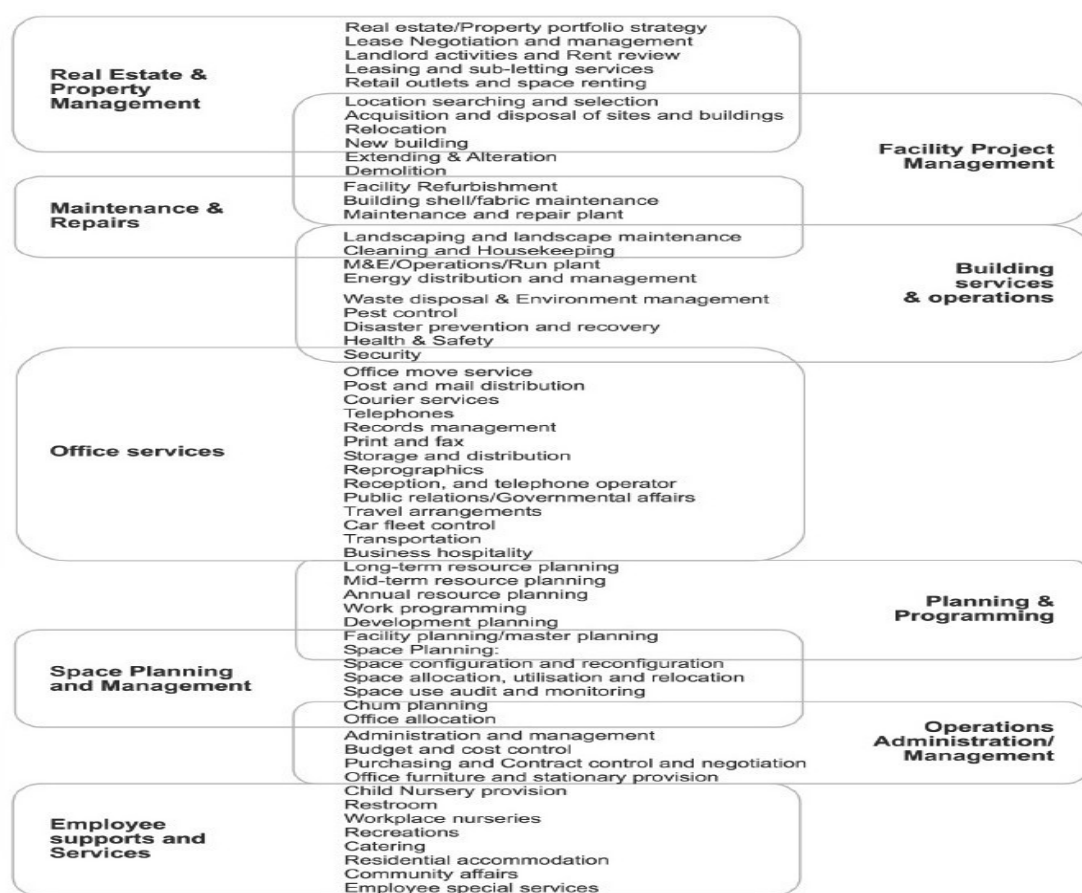 Real estate/Property portfolio strategy
Lease Negotiation and management
Landlord activities and Rent review
Leasing and sub-letting services
Retail outlets and space renting
Real Estate &
Property
Management
Location searching and selection
Acquisition and disposal of sites and buildings
Relocation
New building
Extending & Alteration
Demolition
Facility Project
Management
Facility Refurbishment
Building shell/fabric maintenance
Maintenance and repair plant
Maintenance &
Repairs
Landscaping and landscape maintenance
Cleaning and Housekeeping
M&E/Operations/Run plant
Energy distribution and management
Waste disposal & Environment management
Pest control
Disaster prevention and recovery
Health & Safety
Security
Building
services
& operations
Office move service
Post and mail distribution
Courier services
Telephones
Records management
Print and fax
Storage and distribution
Reprographics
Reception, and telephone operator
Public relations/Governmental affairs
Travel arrangements
Car fleet control
Transportation
Business hospitality
Office services
Long-term resource planning
Mid-term resource planning
Annual resource planning
Work programming
Development planning
Facility planning/master planning
Planning &
Programming
Space Planning:
Space configuration and reconfiguration
Space allocation, utilisation and relocation
Space use audit and monitoring
Chum planning
Office allocation
Space Planning
and Management
Administration and management
Budget and cost control
Purchasing and Contract control and negotiation
Office furniture and stationary provision
Operations
Administration/
Management
Child Nursery provision
Restroom
Workplace nurseries
Recreations
Catering
Residential accommodation
Community affairs
Employee special services
Employee
supports and
Services